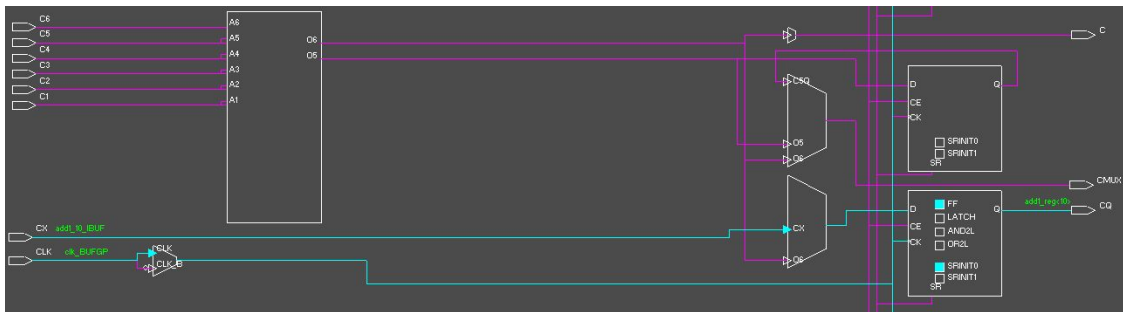 C6
C5
C4
C3
C2
C1
A6
A5
A4
A3
A2
A1
O6
O5
C
C5Q
O5
O6
D
CE
CK
Q
SRINIT0
SRINIT1
SR
CMUX
CX add1_10_IBUF
CLK clk_BUFGP
CLK
CLK_B
CX
O6
D
CE
CK
FF
LATCH
AND2L
OR2L
SRINIT0
SRINIT1
SR
Q
add1_reg<10>
CQ